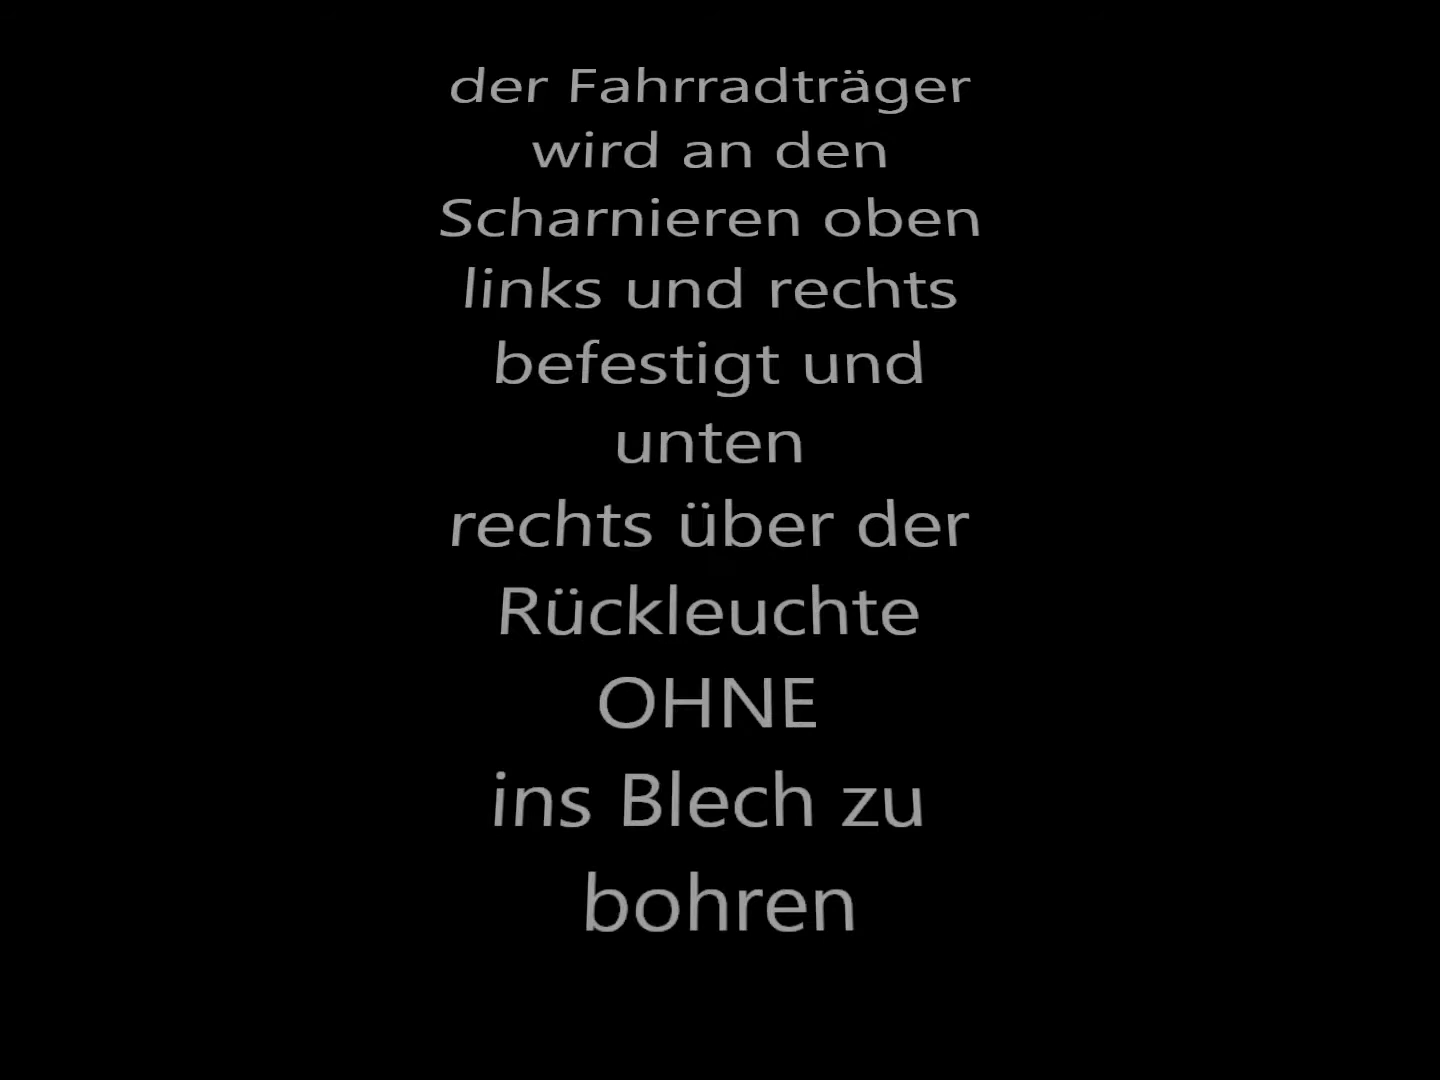 der Fahrradträger
wird an den
Scharnieren oben
links und rechts
befestigt und
unten
rechts über der
Rückleuchte
OHNE
ins Blech zu
bohren